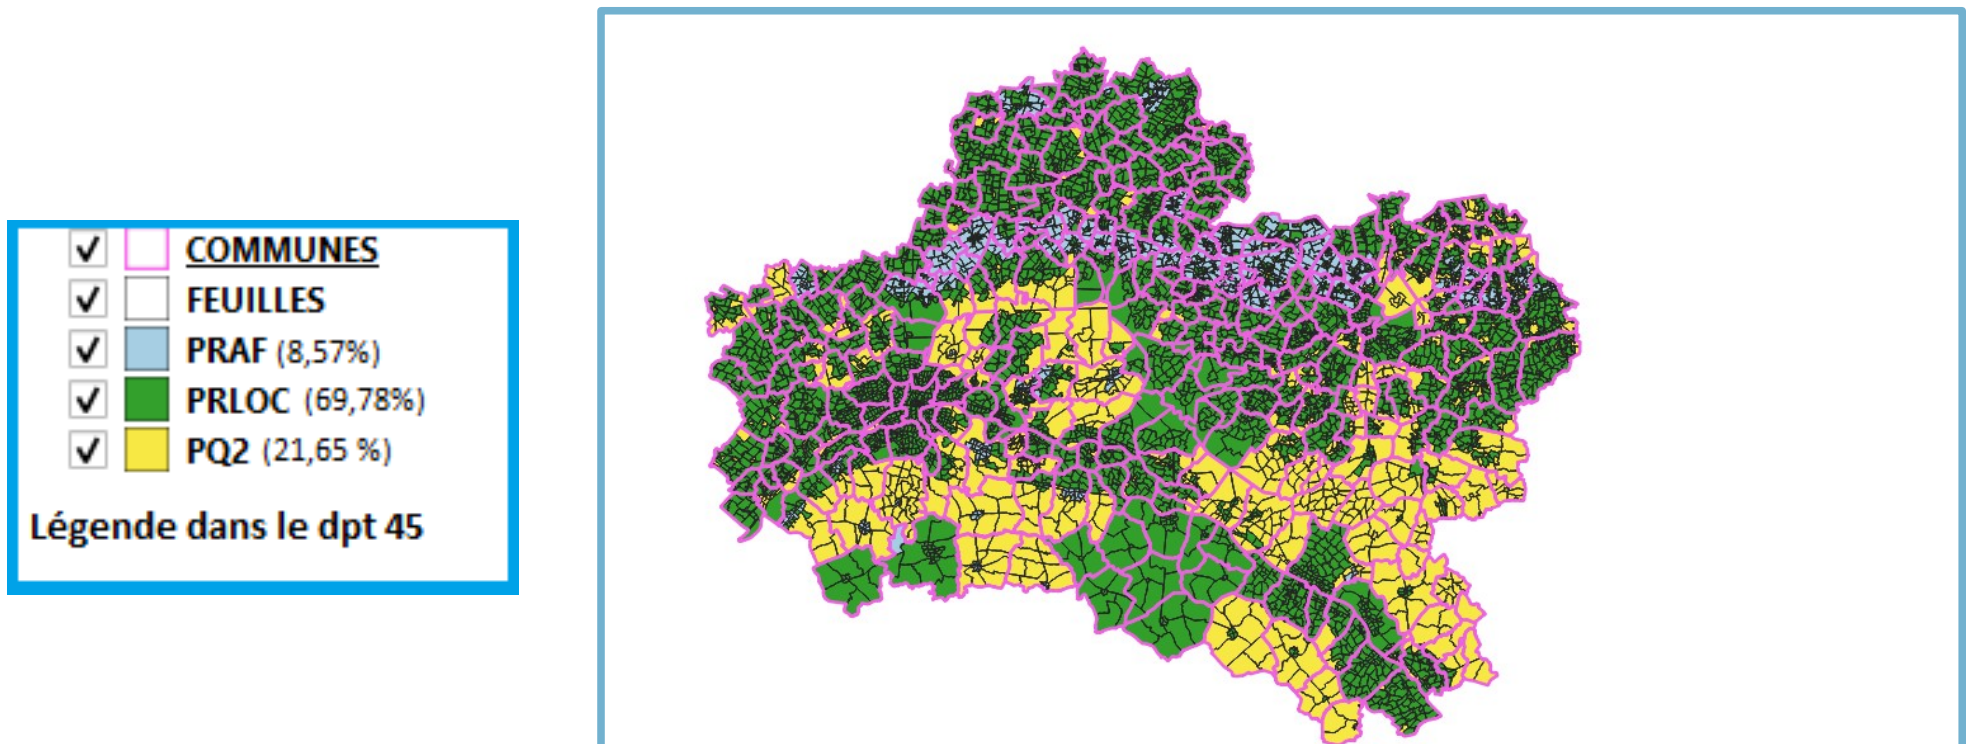 COMMUNES
FEUILLES
PRAF (8,57%)
PRLOC (69,78%)
PQ2 (21,65 %)
Légende dans le dpt 45